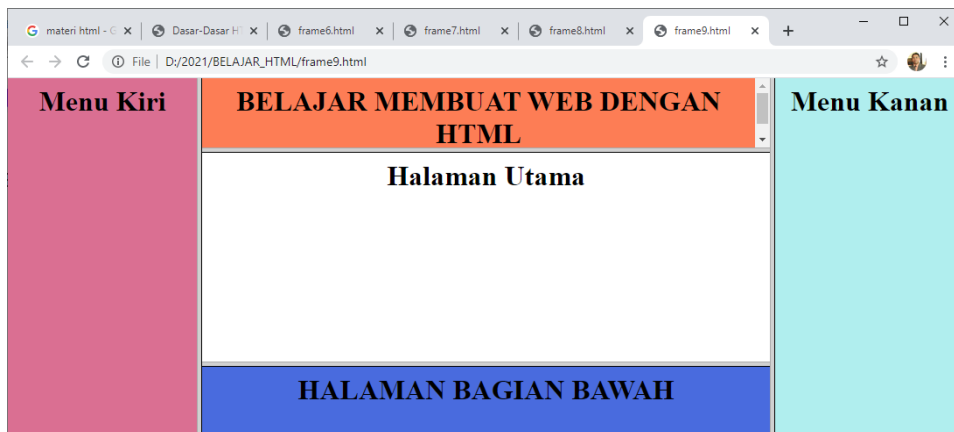 materi html - G
Dasar-Dasar HT
frame6.html
frame7.html
frame8.html
frame9.html
File | D:/2021/BELAJAR_HTML/frame9.html
Menu Kiri
BELAJAR MEMBUAT WEB DENGAN
HTML
Menu Kanan
Halaman Utama
HALAMAN BAGIAN BAWAH